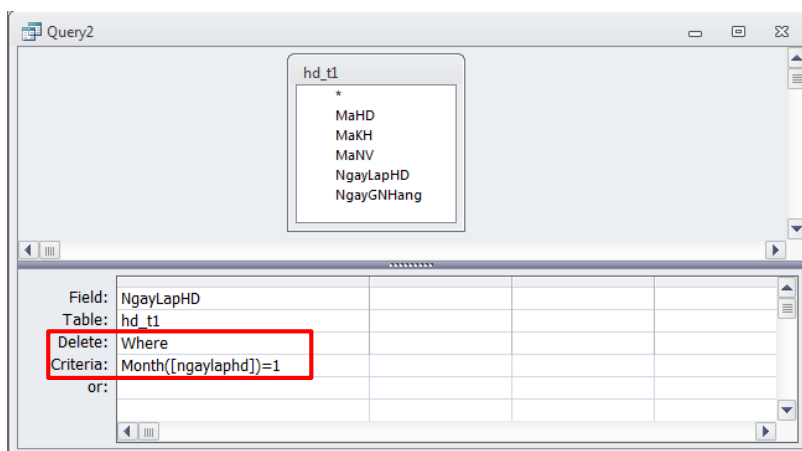 Query2
hd_t1
*
MaHD
MaKH
MaNV
NgayLapHD
NgayGNHang
Field: NgayLapHD
Table: hd_t1
Delete: Where
Criteria: Month([ngaylaphd])=1
or: